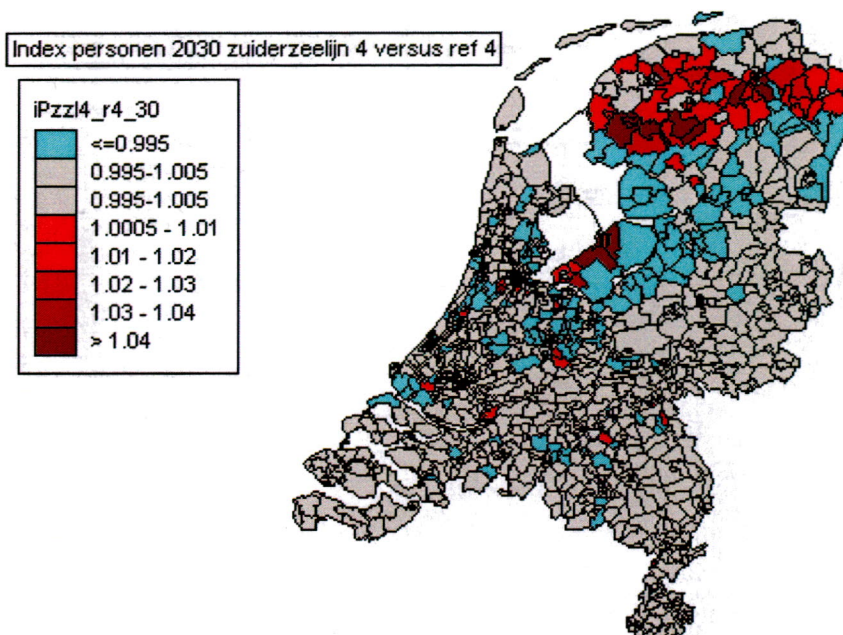 Index personen 2030 zuiderzeelijn 4 versus ref 4
iPzzl4_r4_30
<=0.995
0.995-1.005
0.995-1.005
1.0005 - 1.01
1.01 - 1.02
1.02 - 1.03
1.03 - 1.04
> 1.04